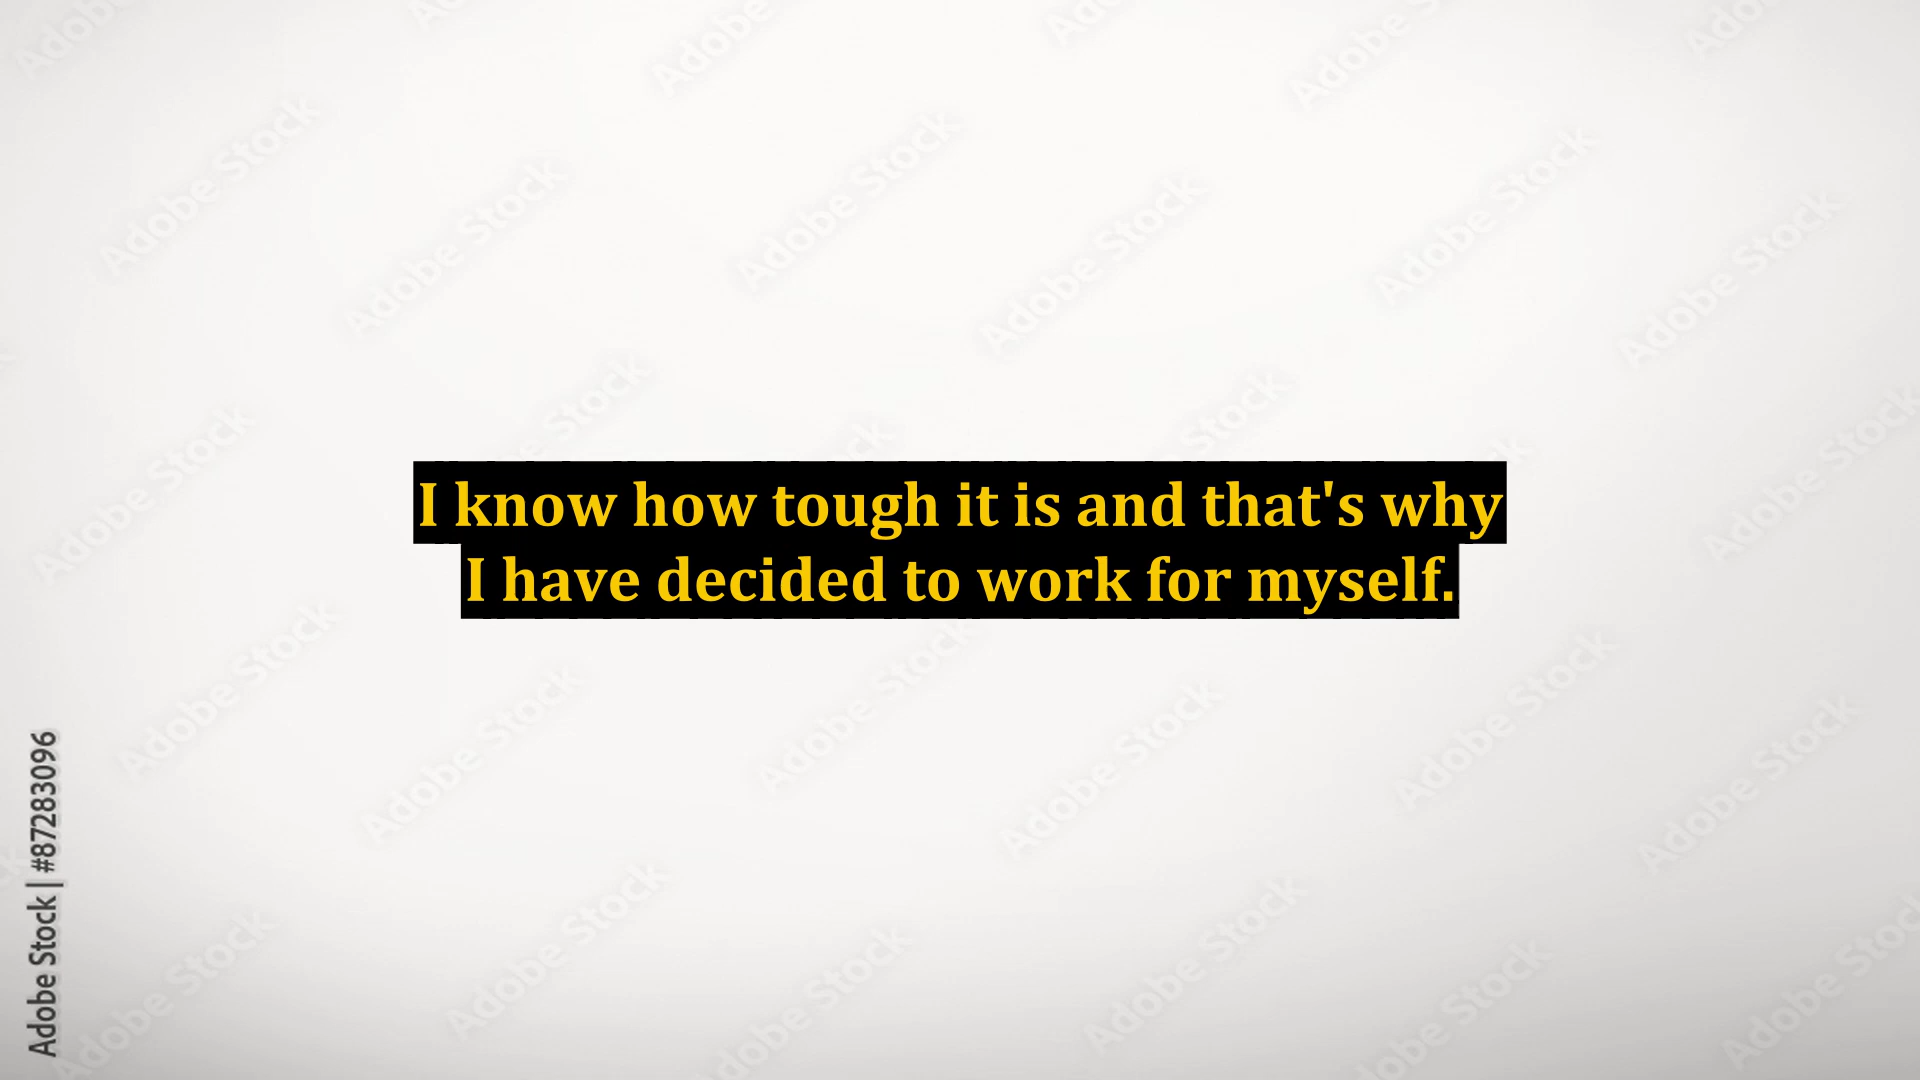 I know how tough it is and that's why
I have decided to work for myself.
Adobe Stock | #87283096